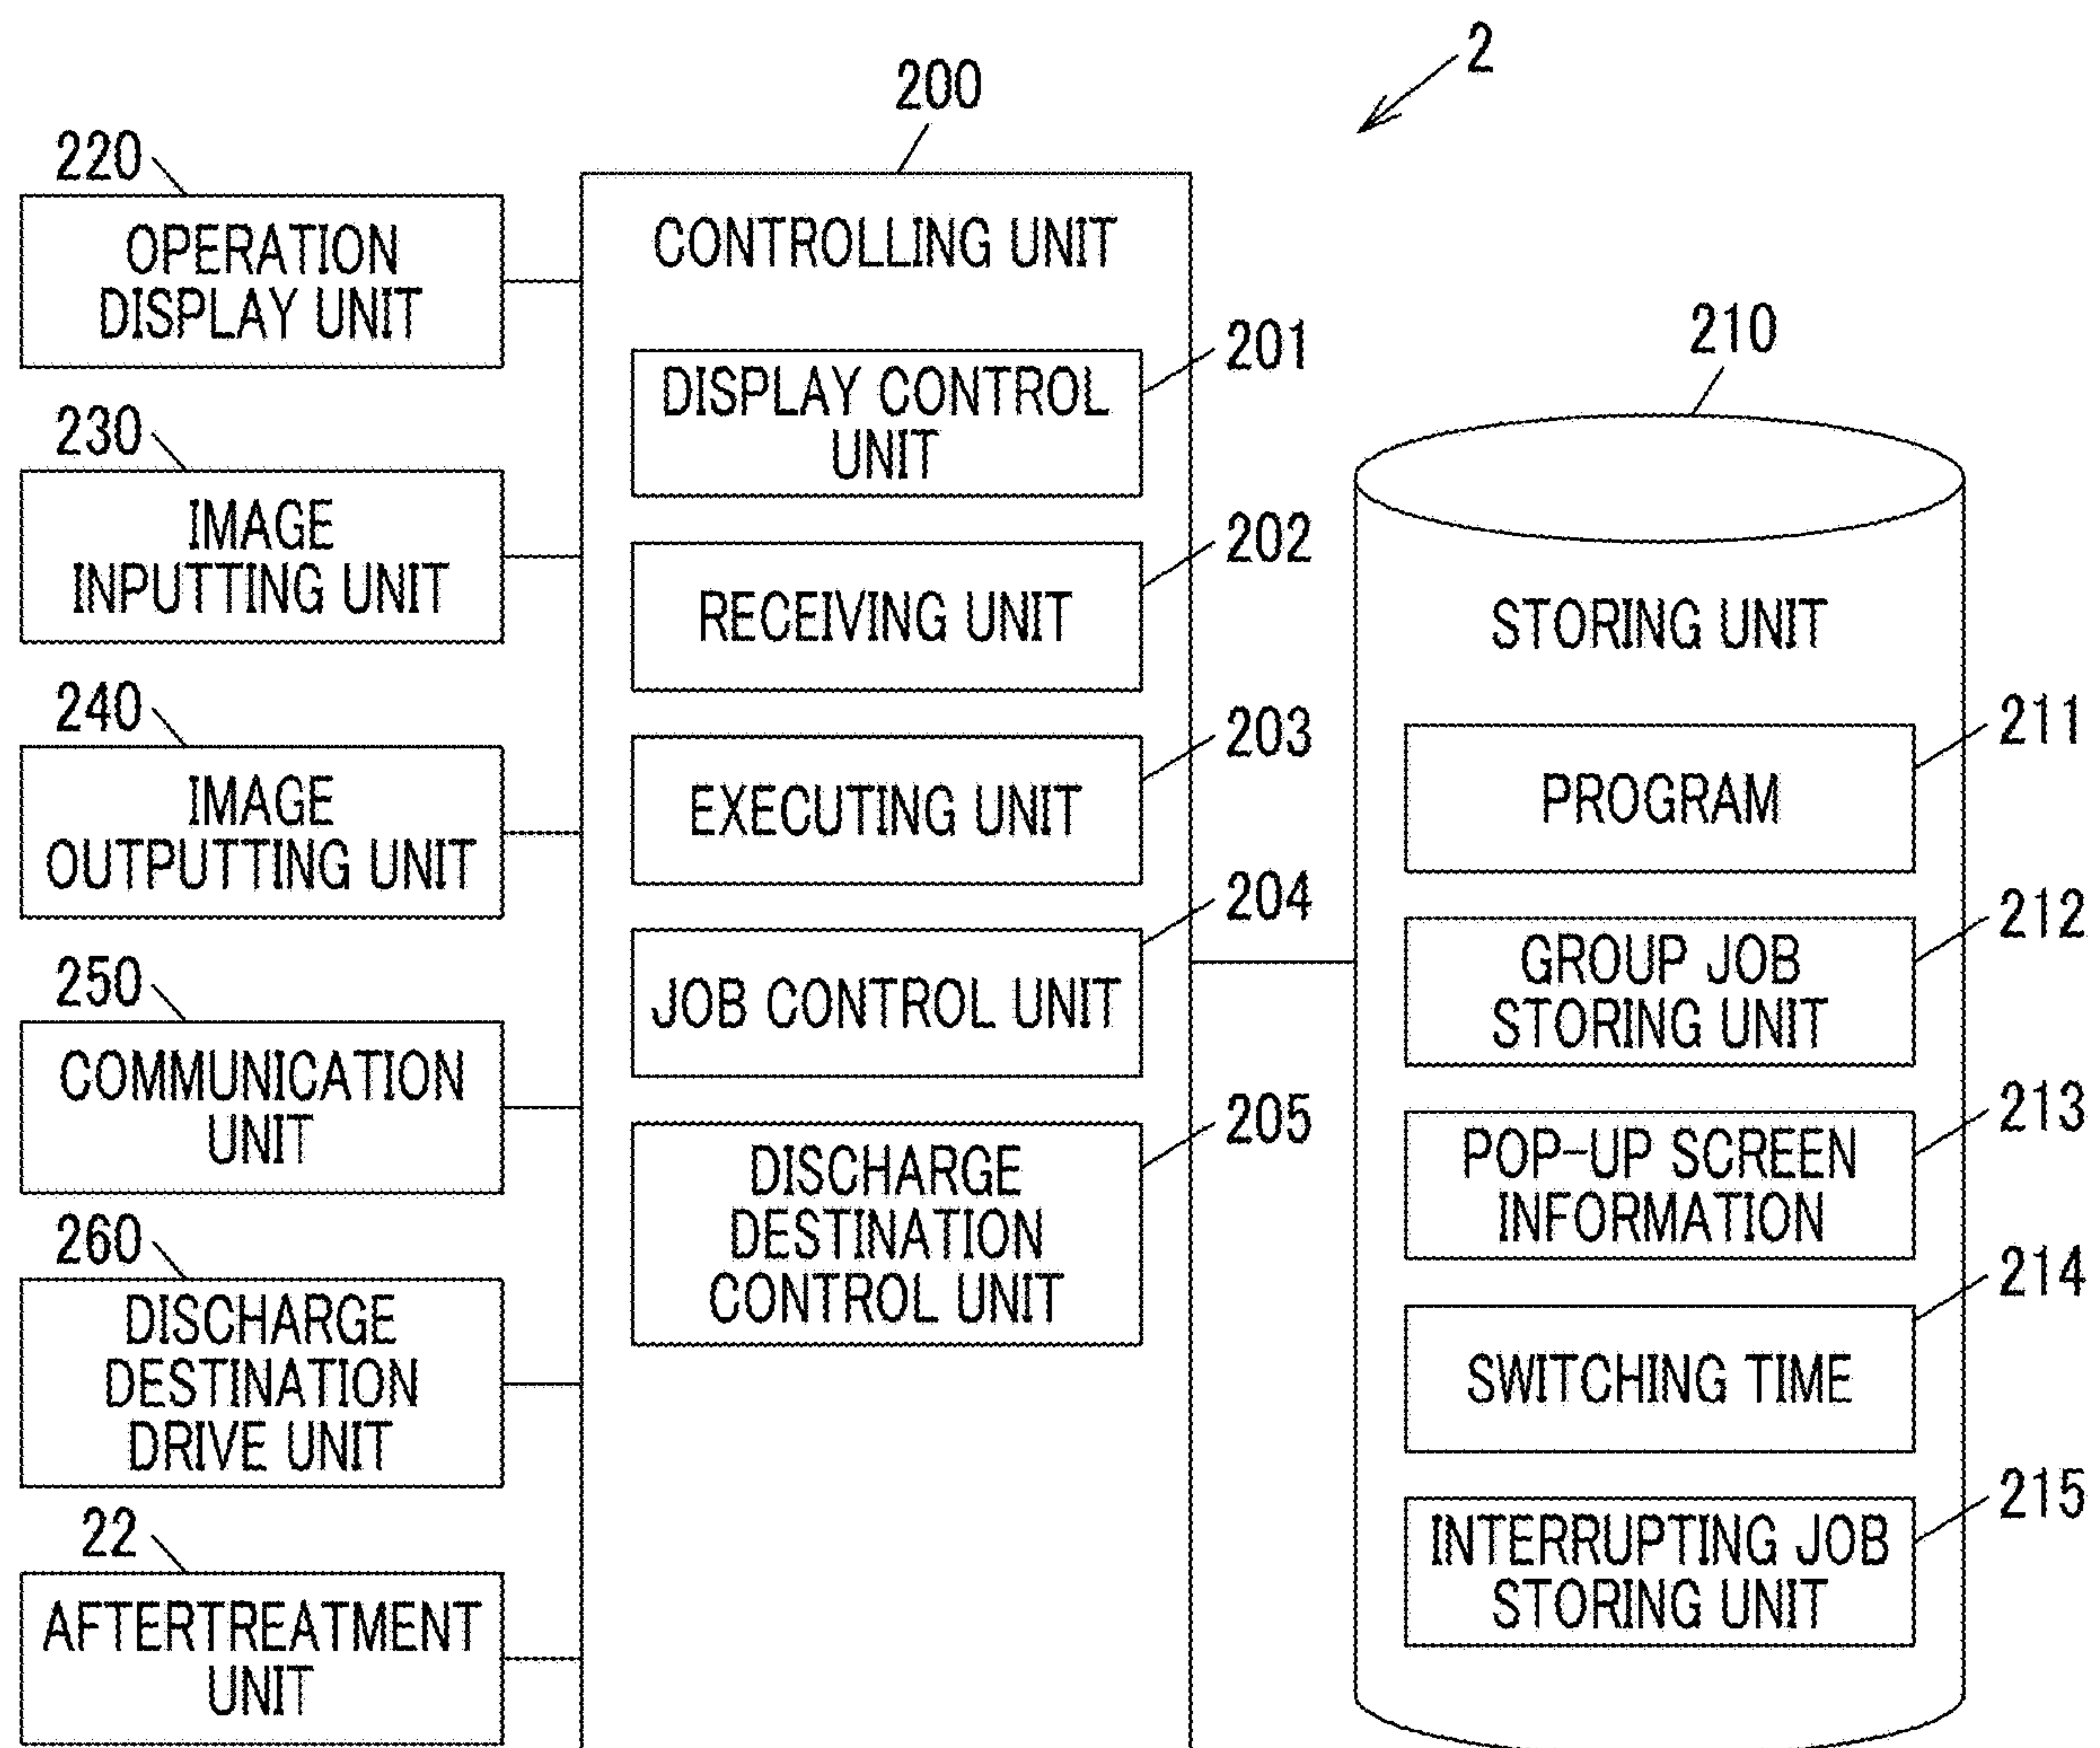 2
200
220
OPERATION
DISPLAY UNIT
230
IMAGE
INPUTTING UNIT
240
IMAGE
OUTPUTTING UNIT
250
COMMUNICATION
UNIT
260
DISCHARGE
DESTINATION
DRIVE UNIT
22
AFTERTREATMENT
UNIT
CONTROLLING UNIT
201
DISPLAY CONTROL
UNIT
202
RECEIVING UNIT
203
EXECUTING UNIT
204
JOB CONTROL UNIT
205
DISCHARGE
DESTINATION
CONTROL UNIT
210
STORING UNIT
211
PROGRAM
212
GROUP JOB
STORING UNIT
213
POP-UP SCREEN
INFORMATION
214
SWITCHING TIME
215
INTERRUPTING JOB
STORING UNIT